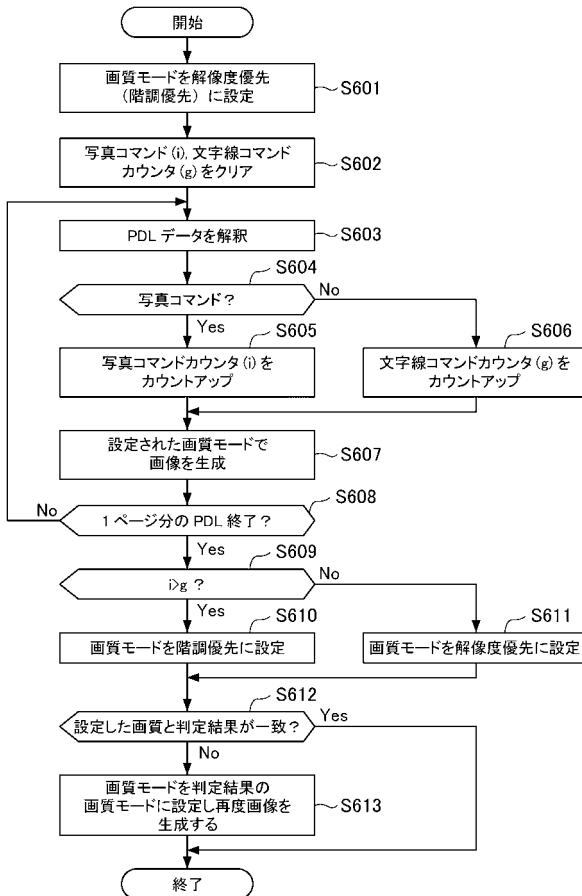 開始
画質モードを解像度優先
(階調優先)に設定
S601
写真コマンド(i), 文字線コマンド
カウンタ(g)をクリア
S602
PDL データを解釈
S603
S604
写真コマンド?
No
Yes
S605
写真コマンドカウンタ(i)を
カウントアップ
S606
文字線コマンドカウンタ(g)を
カウントアップ
設定された画質モードで
画像を生成
S607
S608
1ページ分の PDL 終了?
No
Yes
S609
i>g ?
No
Yes
S610
画質モードを階調優先に設定
S611
画質モードを解像度優先に設定
S612
設定した画質と判定結果が一致?
Yes
No
画質モードを判定結果の
画質モードに設定し再度画像を
生成する
S613
終了